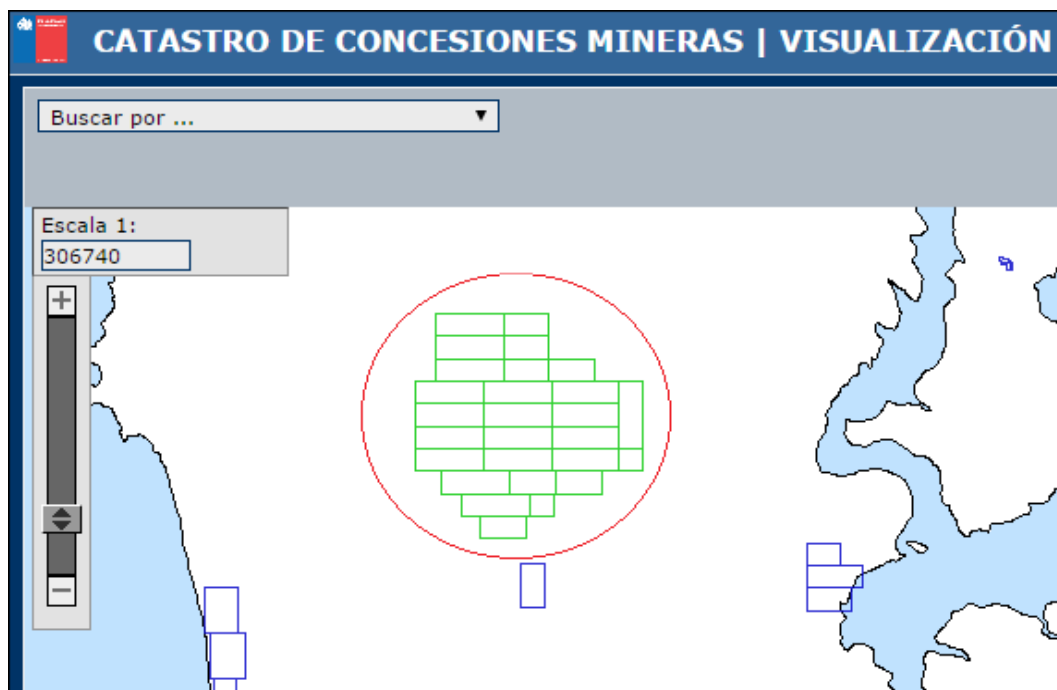 CATASTRO DE CONCESIONES MINERAS | VISUALIZACIÓN
Buscar por ...
Escala 1:
306740